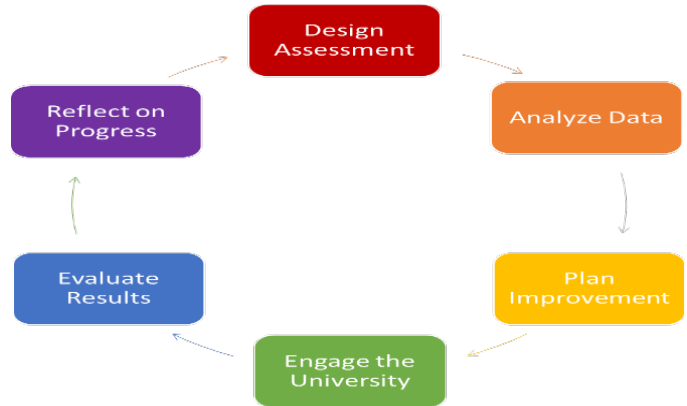 Design
Assessment
Analyze Data
Plan
Improvement
Engage the
University
Evaluate
Results
Reflect on
Progress